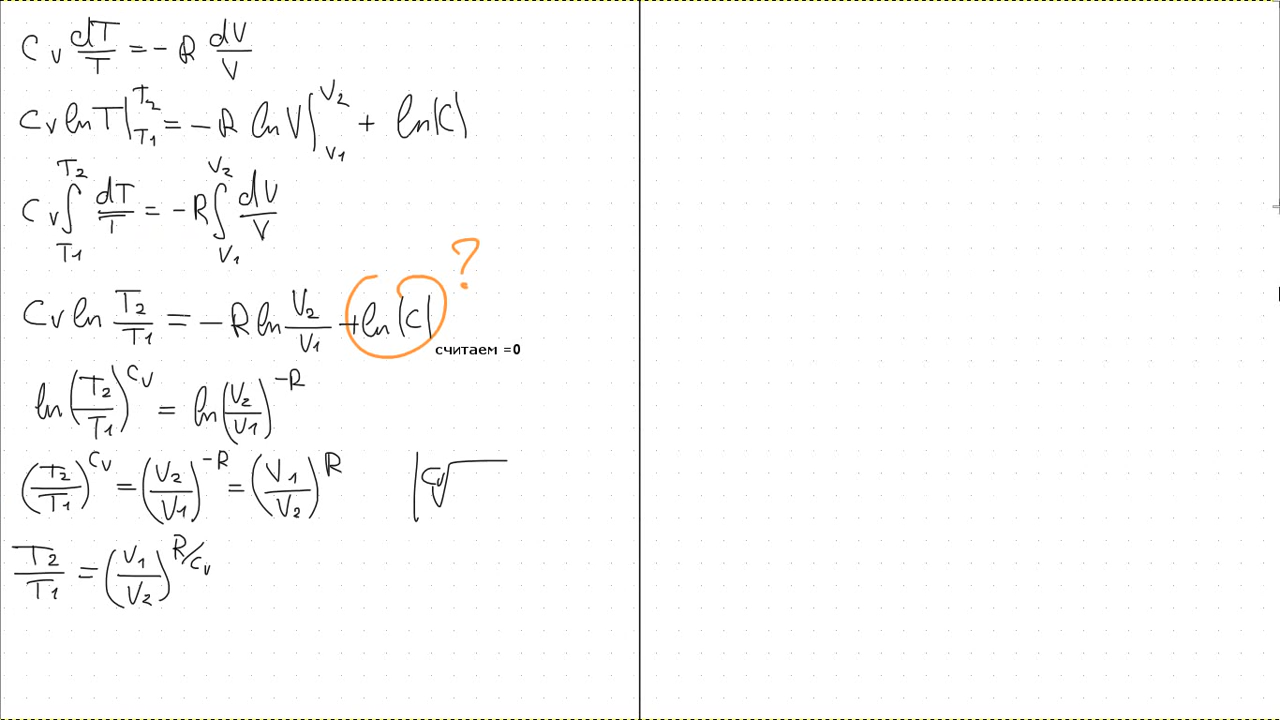 Cv dT/T = -R dV/V
Cv ln T|T1 T2 = -R ln V|V1 V2 + ln|C|
Cv ∫T1 T2 dT/T = -R ∫V1 V2 dV/V
?
Cv ln T2/T1 = -R ln V2/V1 + ln|C|
считаем =0
ln(T2/T1)^Cv = ln(V2/V1)^-R
(T2/T1)^Cv = (V2/V1)^-R = (V1/V2)^R | Cv√
T2/T1 = (V1/V2)^R/Cv